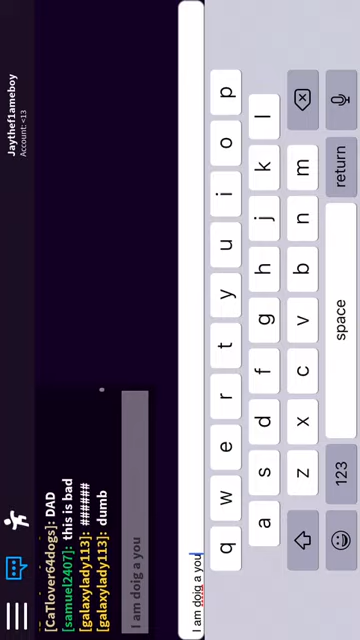 Jaythef1ameboy
Account: <13
[CaTlover64dogs]: DAD
[samuel2407]: this is bad
[galaxylady113]: ######
[galaxylady113]: dumb
I am doig a you
I am doig a you
q w e r t y u i o p
a s d f g h j k l
z x c v b n m
123 space return